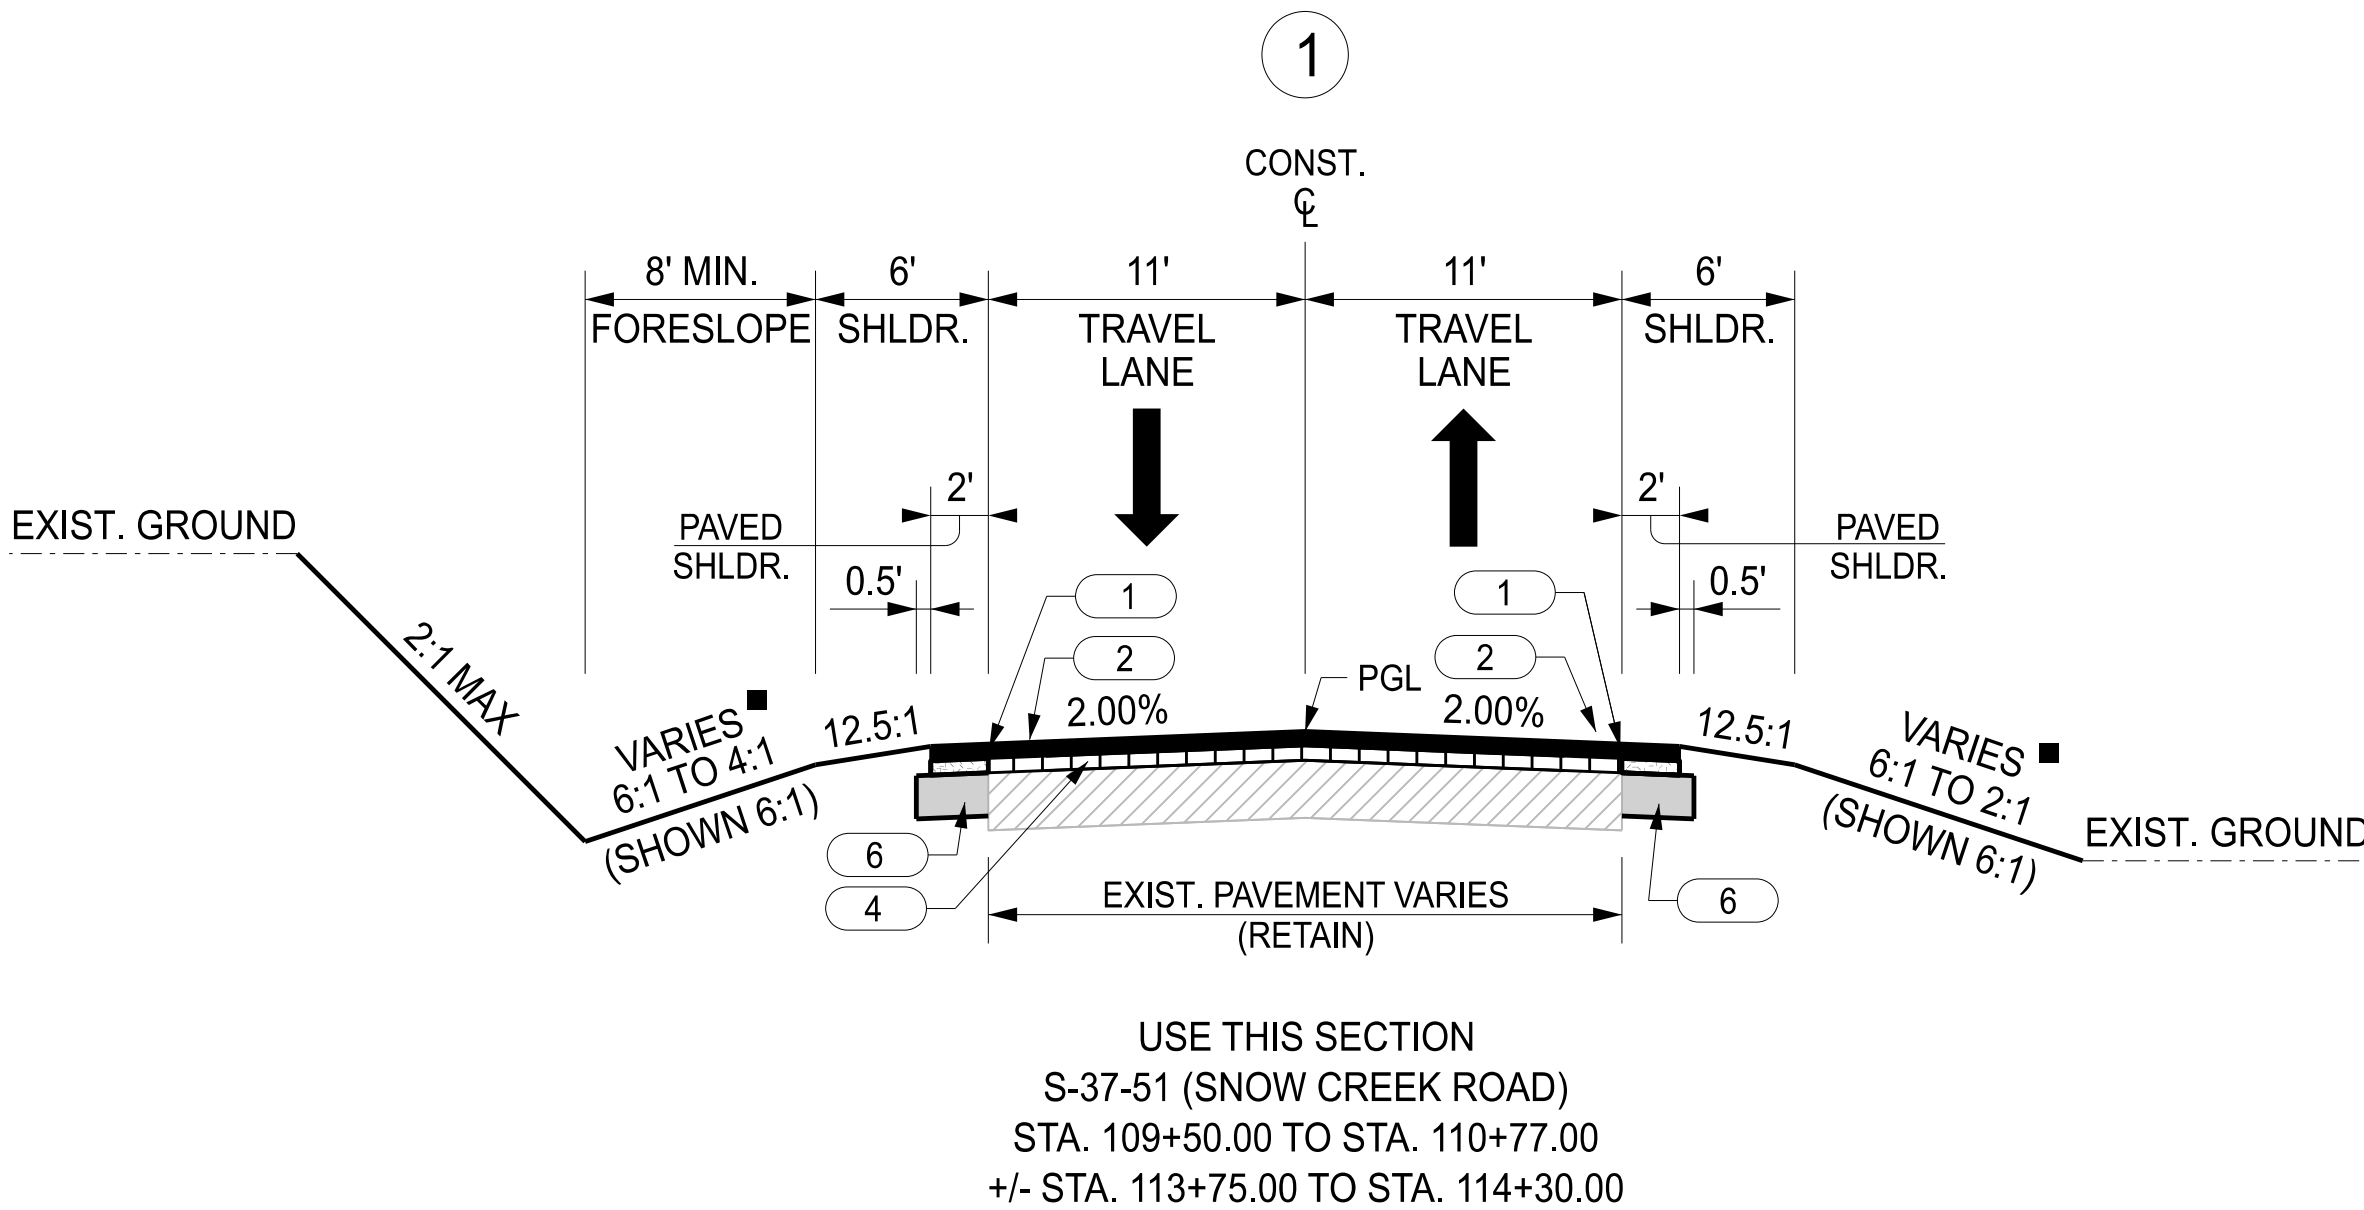 1
CONST.
℄
8' MIN.
6'
11'
11'
6'
FORESLOPE
SHLDR.
TRAVEL
LANE
TRAVEL
LANE
SHLDR.
2'
2'
EXIST. GROUND
PAVED
SHLDR.
PAVED
SHLDR.
0.5'
1
1
0.5'
2
2
2:1 MAX
PGL
2.00%
2.00%
VARIES ■
6:1 TO 4:1
(SHOWN 6:1)
12.5:1
12.5:1
VARIES ■
6:1 TO 2:1
(SHOWN 6:1)
EXIST. GROUND
6
4
EXIST. PAVEMENT VARIES
(RETAIN)
6
USE THIS SECTION
S-37-51 (SNOW CREEK ROAD)
STA. 109+50.00 TO STA. 110+77.00
+/- STA. 113+75.00 TO STA. 114+30.00